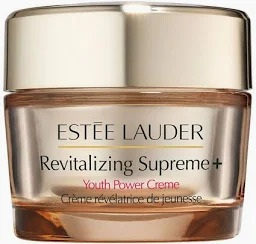 ESTĒE LAUDER
Revitalizing Supreme+
Youth Power Creme
Crème révélatrice de jeunesse